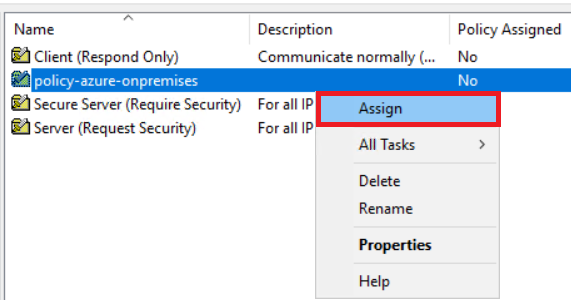 Name Description Policy Assigned
Client (Respond Only) Communicate normally (... No
policy-azure-onpremises No
Secure Server (Require Security) For all IP
Server (Request Security) For all IP
Assign
All Tasks >
Delete
Rename
Properties
Help